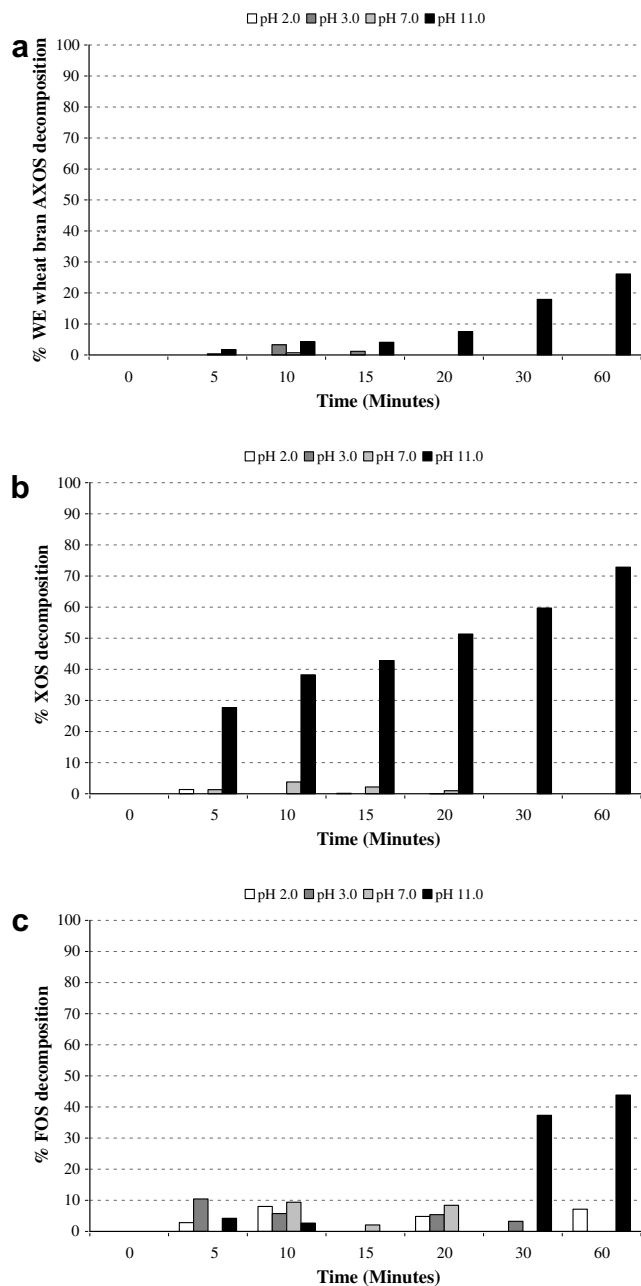 pH 2.0 pH 3.0 pH 7.0 pH 11.0
a
% WE wheat bran AXOS decomposition
100
90
80
70
60
50
40
30
20
10
0
0 5 10 15 20 30 60
Time (Minutes)
pH 2.0 pH 3.0 pH 7.0 pH 11.0
b
% XOS decomposition
100
90
80
70
60
50
40
30
20
10
0
0 5 10 15 20 30 60
Time (Minutes)
pH 2.0 pH 3.0 pH 7.0 pH 11.0
c
% FOS decomposition
100
90
80
70
60
50
40
30
20
10
0
0 5 10 15 20 30 60
Time (Minutes)